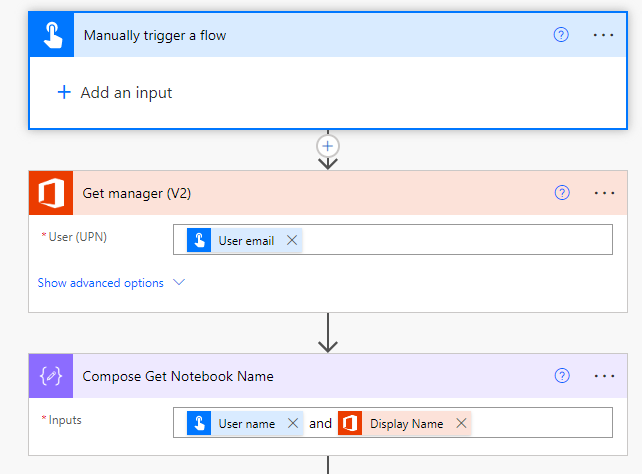 Manually trigger a flow
+ Add an input
Get manager (V2)
* User (UPN)
User email
Show advanced options
Compose Get Notebook Name
* Inputs
User name and Display Name